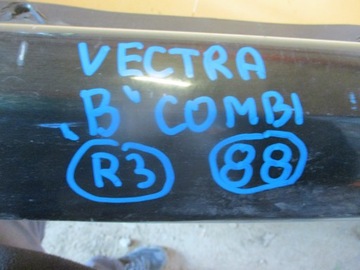 VECTRA
"B" COMBI
R3 88